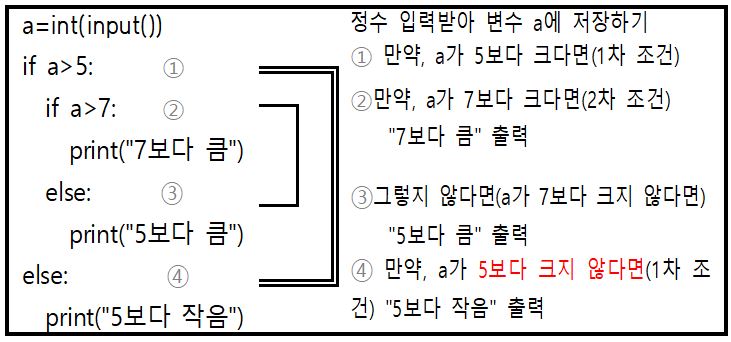 a=int(input())
if a>5: ①
if a>7: ②
print("7보다 큼")
else: ③
print("5보다 큼")
else: ④
print("5보다 작음")
정수 입력받아 변수 a에 저장하기
① 만약, a가 5보다 크다면(1차 조건)
②만약, a가 7보다 크다면(2차 조건)
"7보다 큼" 출력
③그렇지 않다면(a가 7보다 크지 않다면)
"5보다 큼" 출력
④ 만약, a가 5보다 크지 않다면(1차 조
건) "5보다 작음" 출력